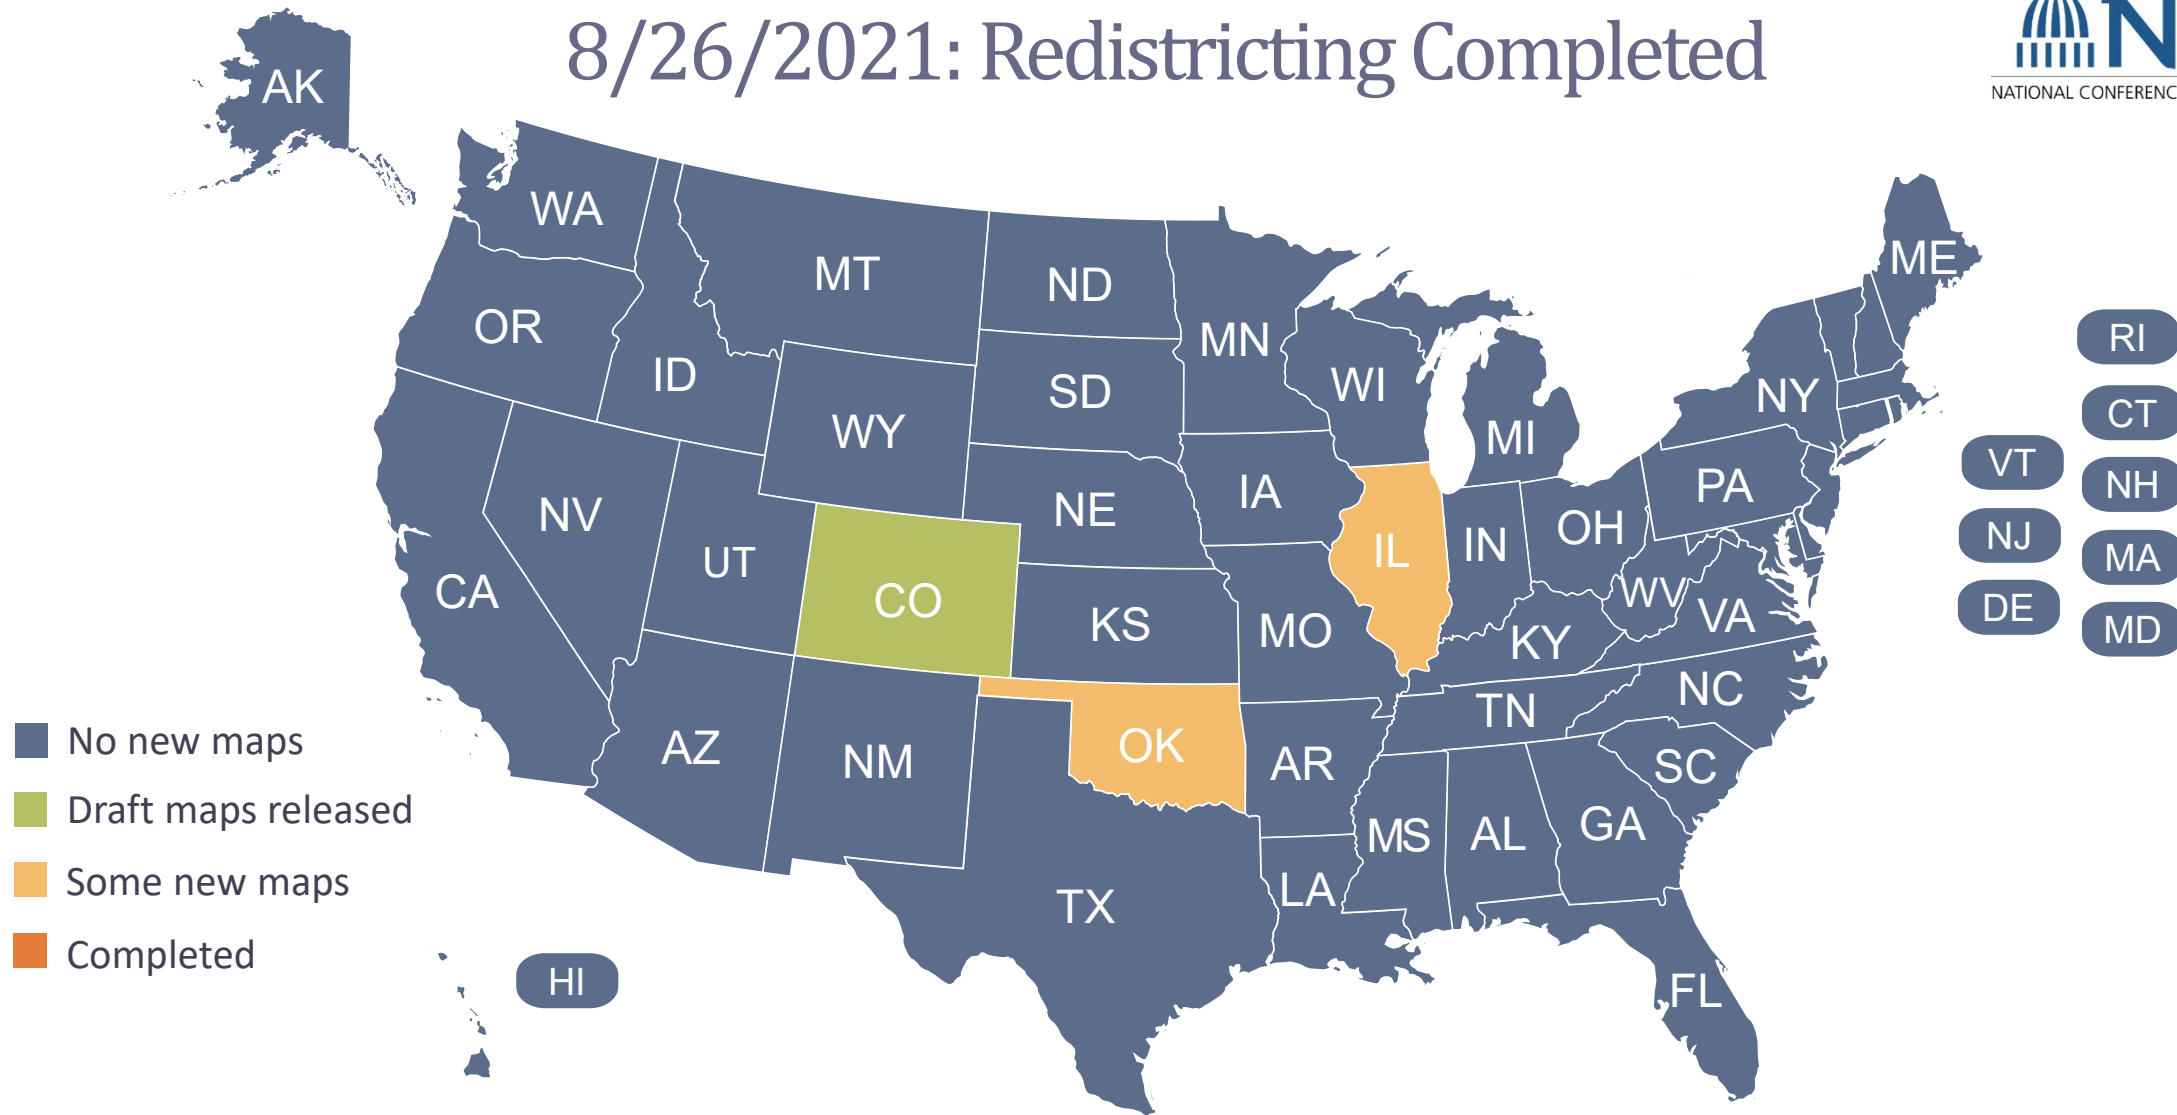 8/26/2021: Redistricting Completed
N
NATIONAL CONFERENC
AK
WA
MT
ND
MN
ME
OR
ID
SD
WI
NY
RI
WY
MI
CT
NV
NE
IA
PA
VT
NH
UT
CO
IL
IN
OH
NJ
MA
CA
KS
MO
WV
VA
DE
MD
KY
AZ
NM
OK
AR
TN
NC
SC
No new maps
Draft maps released
Some new maps
Completed
TX
LA
MS
AL
GA
HI
FL